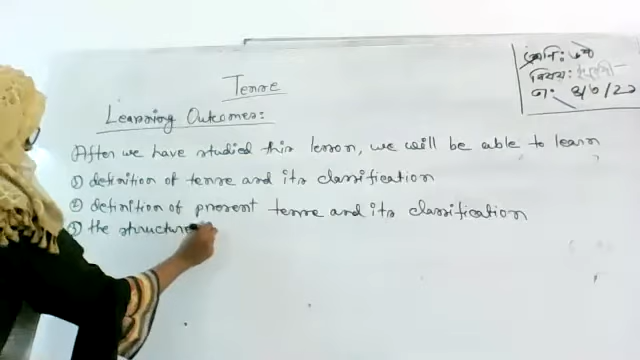 Tense
Learning Outcomes:
After we have studied this lesson, we will be able to learn
① definition of tense and its classification
② definition of present tense and its classification
③ the structure
শ্রেণি: ৬ষ্ঠ
বিষয়: ইংরেজি